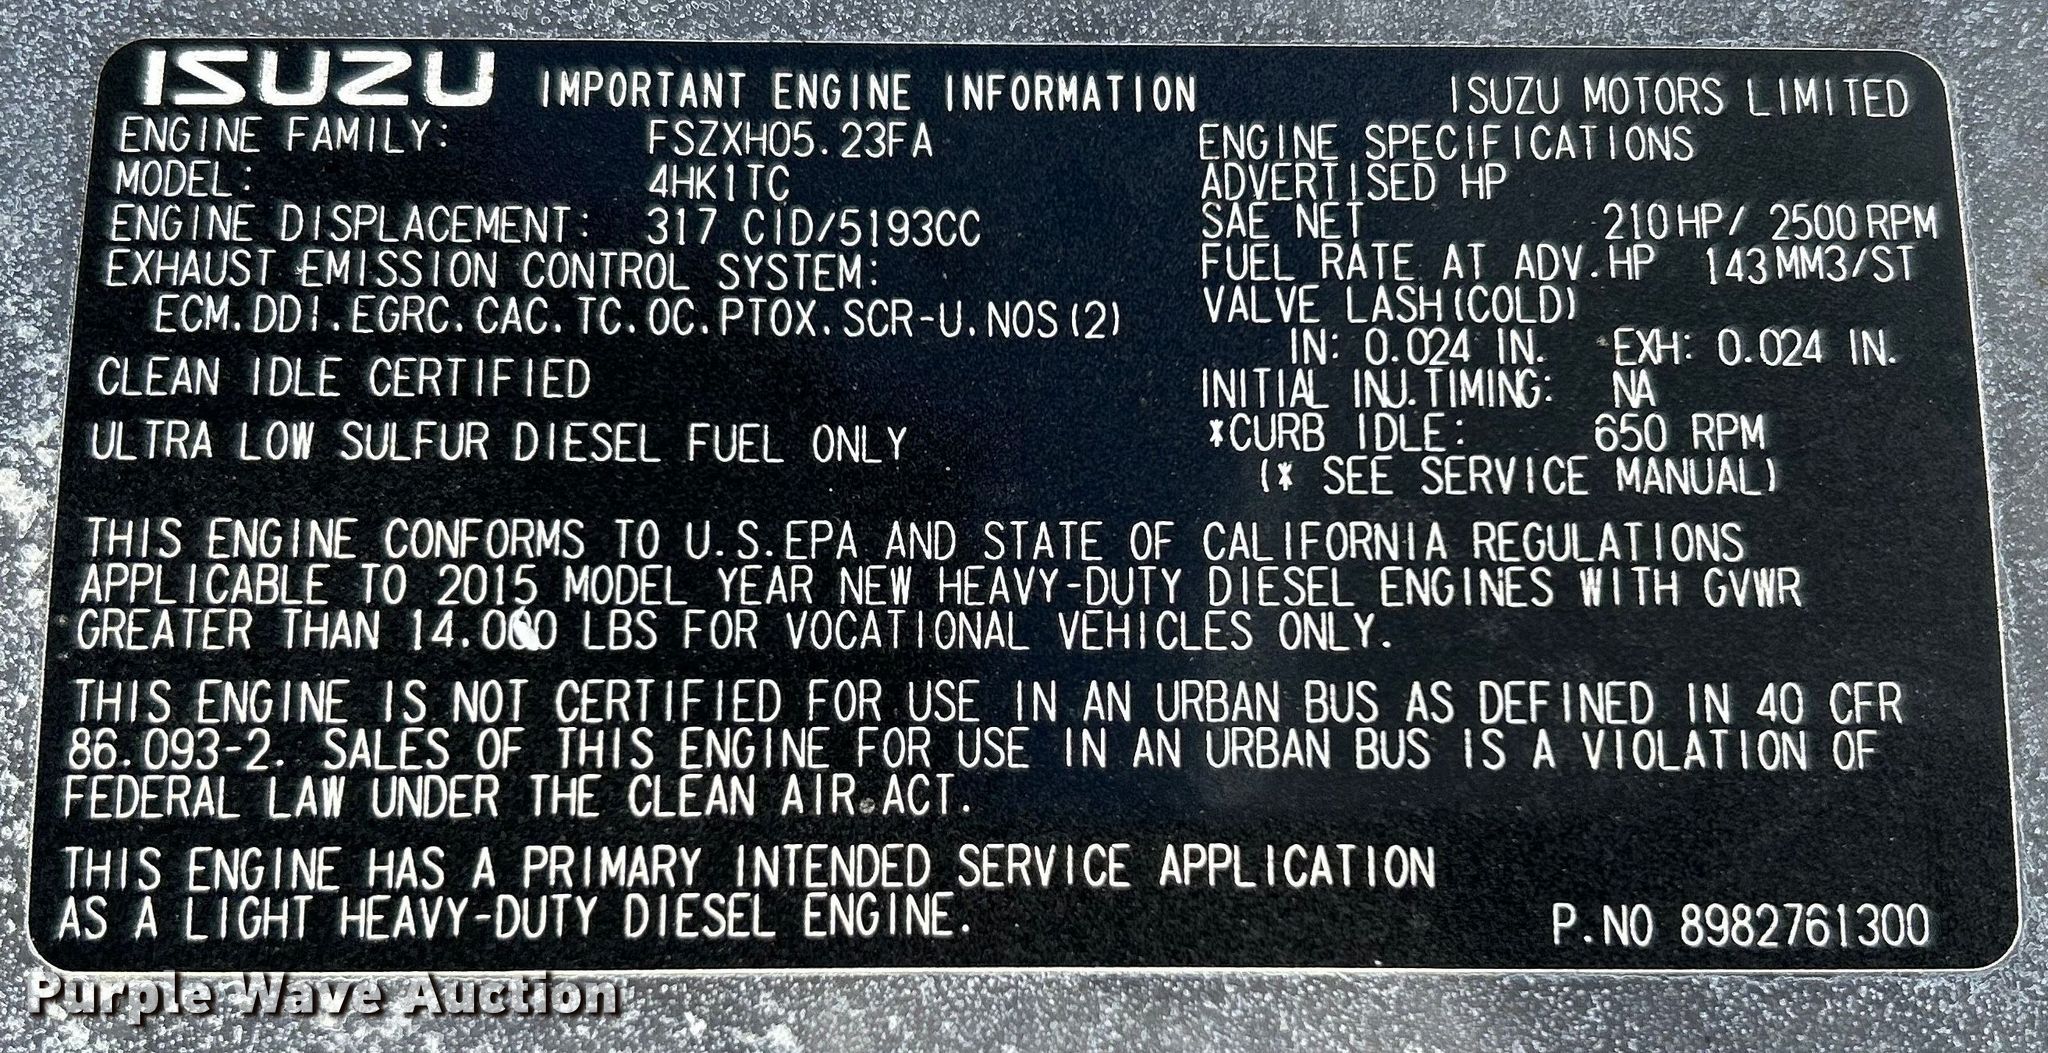 ISUZU IMPORTANT ENGINE INFORMATION ISUZU MOTORS LIMITED
ENGINE FAMILY: FSZXH05.23FA
MODEL: 4HK1TC
ENGINE DISPLACEMENT: 317 CID/5193CC
EXHAUST EMISSION CONTROL SYSTEM:
ECM.DDI.EGRC.CAC.TC.OC.PTOX.SCR-U.NOS(2)
CLEAN IDLE CERTIFIED
ULTRA LOW SULFUR DIESEL FUEL ONLY
ENGINE SPECIFICATIONS
ADVERTISED HP
SAE NET 210HP/ 2500RPM
FUEL RATE AT ADV.HP 143MM3/ST
VALVE LASH(COLD)
IN: 0.024 IN. EXH: 0.024 IN.
INITIAL INJ.TIMING: NA
*CURB IDLE: 650 RPM
(* SEE SERVICE MANUAL)
THIS ENGINE CONFORMS TO U.S.EPA AND STATE OF CALIFORNIA REGULATIONS
APPLICABLE TO 2015 MODEL YEAR NEW HEAVY-DUTY DIESEL ENGINES WITH GVWR
GREATER THAN 14.000 LBS FOR VOCATIONAL VEHICLES ONLY.
THIS ENGINE IS NOT CERTIFIED FOR USE IN AN URBAN BUS AS DEFINED IN 40 CFR
86.093-2. SALES OF THIS ENGINE FOR USE IN AN URBAN BUS IS A VIOLATION OF
FEDERAL LAW UNDER THE CLEAN AIR ACT.
THIS ENGINE HAS A PRIMARY INTENDED SERVICE APPLICATION
AS A LIGHT HEAVY-DUTY DIESEL ENGINE.
P.NO 8982761300
Purple Wave Auction